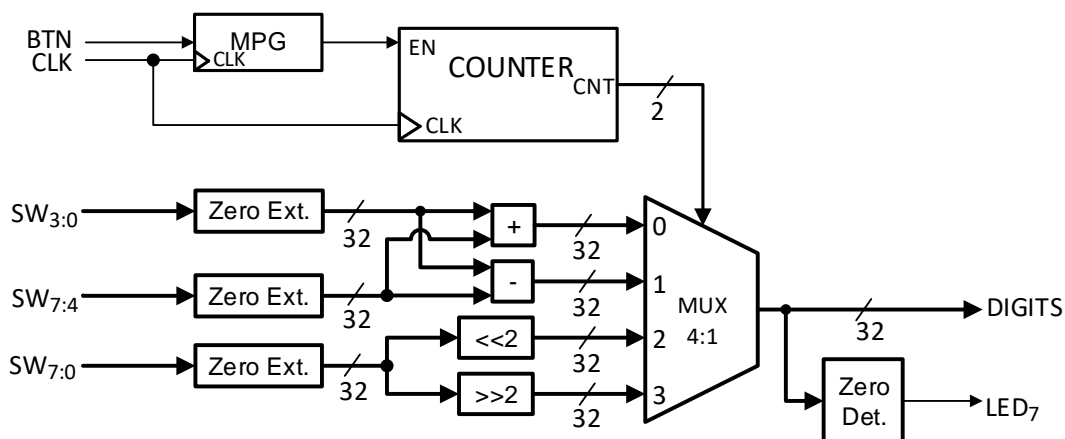 BTN
MPG
CLK
CLK
EN
COUNTER
CNT
CLK
2
SW3:0
Zero Ext.
32
+
32
0
SW7:4
Zero Ext.
32
-
32
1
MUX
4:1
32
DIGITS
SW7:0
Zero Ext.
32
<<2
32
2
>>2
32
3
Zero
Det.
LED7